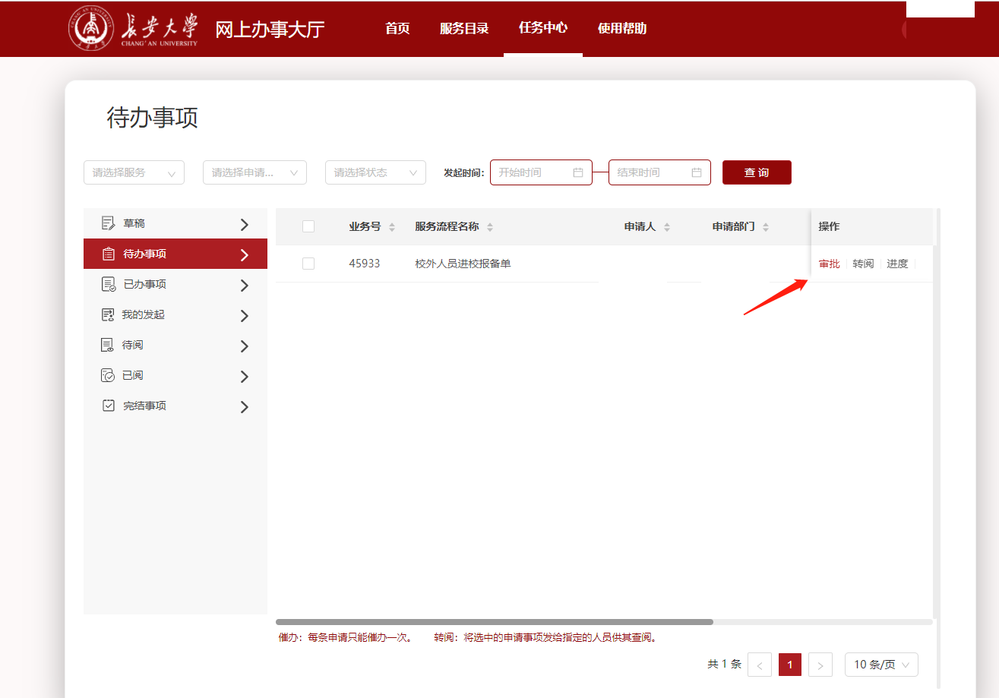 长安大学
CHANG'AN UNIVERSITY
网上办事大厅 首页 服务目录 任务中心 使用帮助
待办事项
请选择服务 请选择申请... 请选择状态 发起时间: 开始时间 结束时间 查 询
草稿
待办事项
已办事项
我的发起
待阅
已阅
完结事项
业务号 服务流程名称 申请人 申请部门 操作
45933 校外人员进校报备单 审批 转阅 进度
催办：每条申请只能催办一次。 转阅：将选中的申请事项发给指定的人员供其查阅。
共 1 条 < 1 > 10 条/页